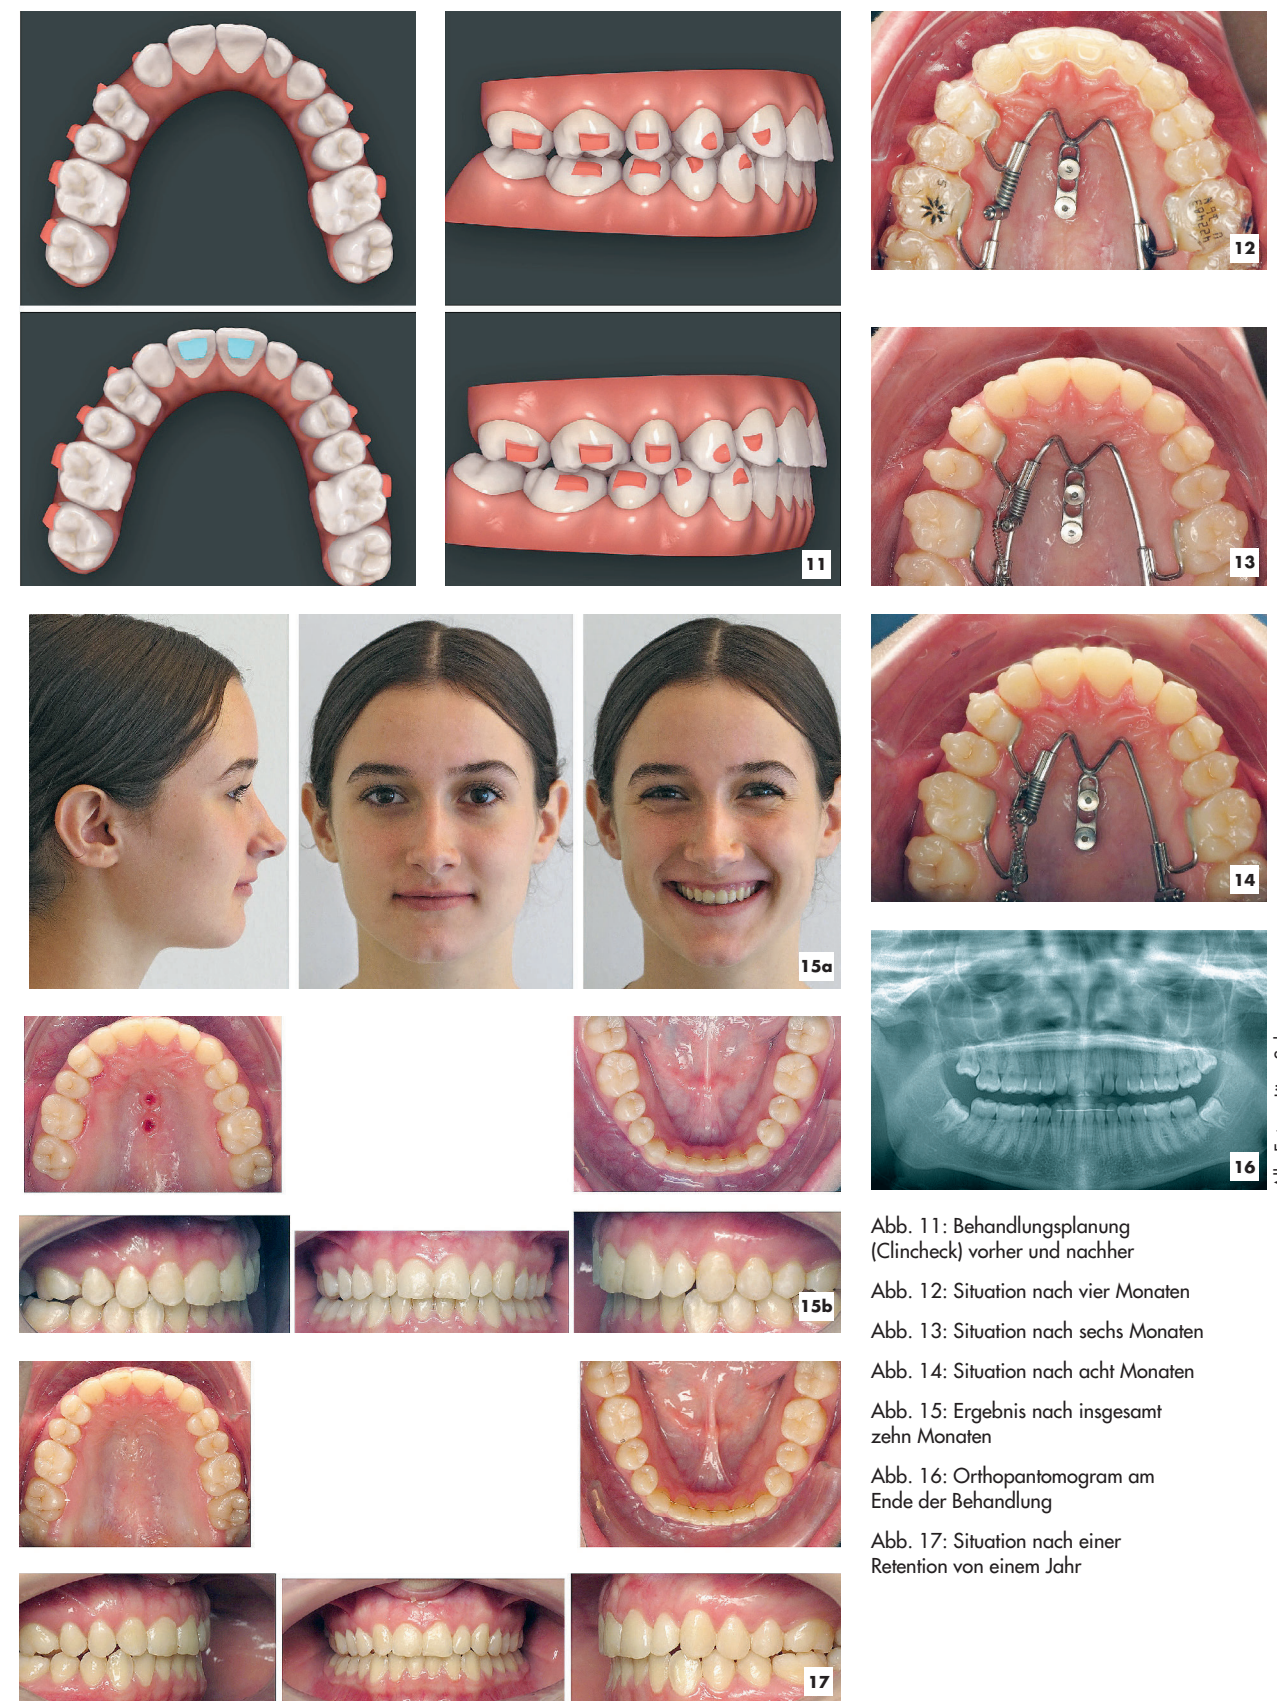 12
11
13
14
15a
16
15b
17
Abb. 11: Behandlungsplanung
(Clincheck) vorher und nachher
Abb. 12: Situation nach vier Monaten
Abb. 13: Situation nach sechs Monaten
Abb. 14: Situation nach acht Monaten
Abb. 15: Ergebnis nach insgesamt
zehn Monaten
Abb. 16: Orthopantomogram am
Ende der Behandlung
Abb. 17: Situation nach einer
Retention von einem Jahr